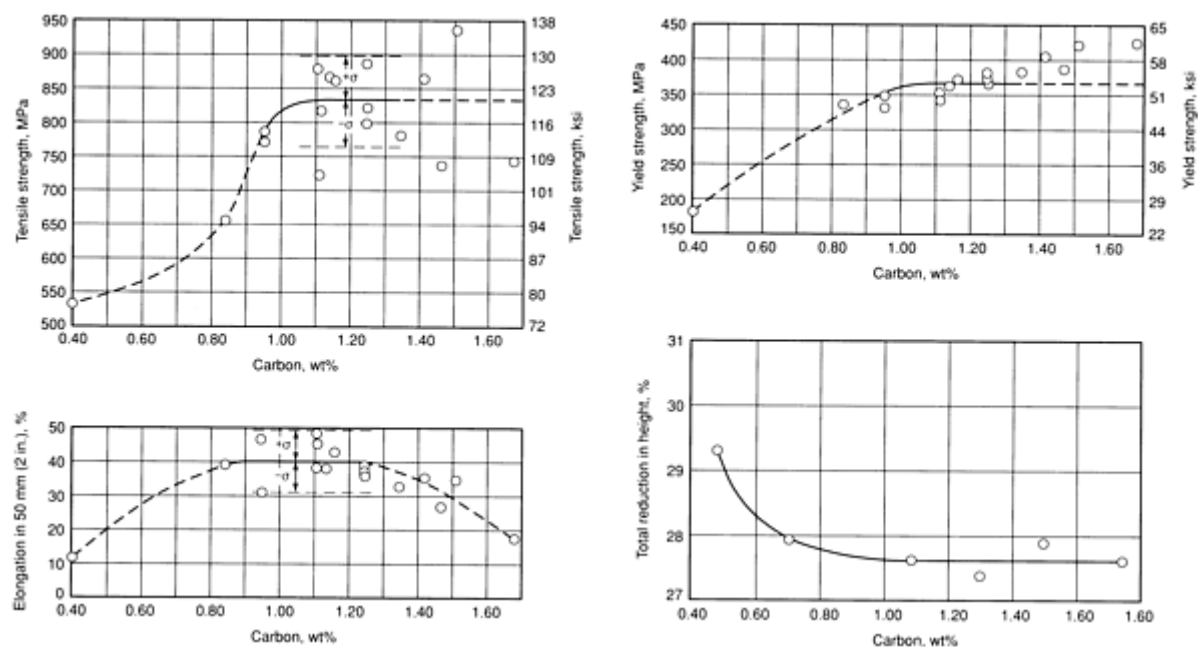 950
900
850
800
750
700
650
600
550
500
Tensile strength, MPa
138
130
123
116
109
101
94
87
80
72
Tensile strength, ksi
+σ
-σ
0.40 0.60 0.80 1.00 1.20 1.40 1.60
Carbon, wt%
450
400
350
300
250
200
150
Yield strength, MPa
65
58
51
44
36
29
22
Yield strength, ksi
0.40 0.60 0.80 1.00 1.20 1.40 1.60
Carbon, wt%
50
40
30
20
10
0
Elongation in 50 mm (2 in.), %
+σ
-σ
0.40 0.60 0.80 1.00 1.20 1.40 1.60
Carbon, wt%
31
30
29
28
27
Total reduction in height, %
0.40 0.60 0.80 1.00 1.20 1.40 1.60
Carbon, wt%